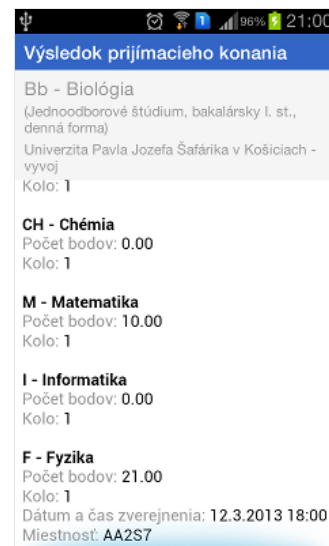 1 96% 21:00
Výsledok prijímacieho konania
Bb - Biológia
(Jednoodborové štúdium, bakalársky I. st.,
denná forma)
Univerzita Pavla Jozefa Šafárika v Košiciach -
vyvoj
Kolo: 1
CH - Chémia
Počet bodov: 0.00
Kolo: 1
M - Matematika
Počet bodov: 10.00
Kolo: 1
I - Informatika
Počet bodov: 0.00
Kolo: 1
F - Fyzika
Počet bodov: 21.00
Kolo: 1
Dátum a čas zverejnenia: 12.3.2013 18:00
Miestnosť: AA2S7